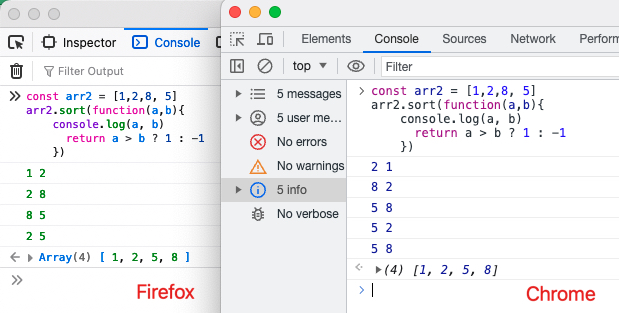 Inspector
Console
Filter Output
const arr2 = [1,2,8, 5]
arr2.sort(function(a,b){
console.log(a, b)
return a > b ? 1 : -1
})
1 2
2 8
8 5
2 5
Array(4) [ 1, 2, 5, 8 ]
Firefox
Elements
Console
Sources
Network
Perform
top
Filter
5 messages
5 user me...
No errors
No warnings
5 info
No verbose
const arr2 = [1,2,8, 5]
arr2.sort(function(a,b){
console.log(a, b)
return a > b ? 1 : -1
})
2 1
8 2
5 8
5 2
5 8
(4) [1, 2, 5, 8]
Chrome